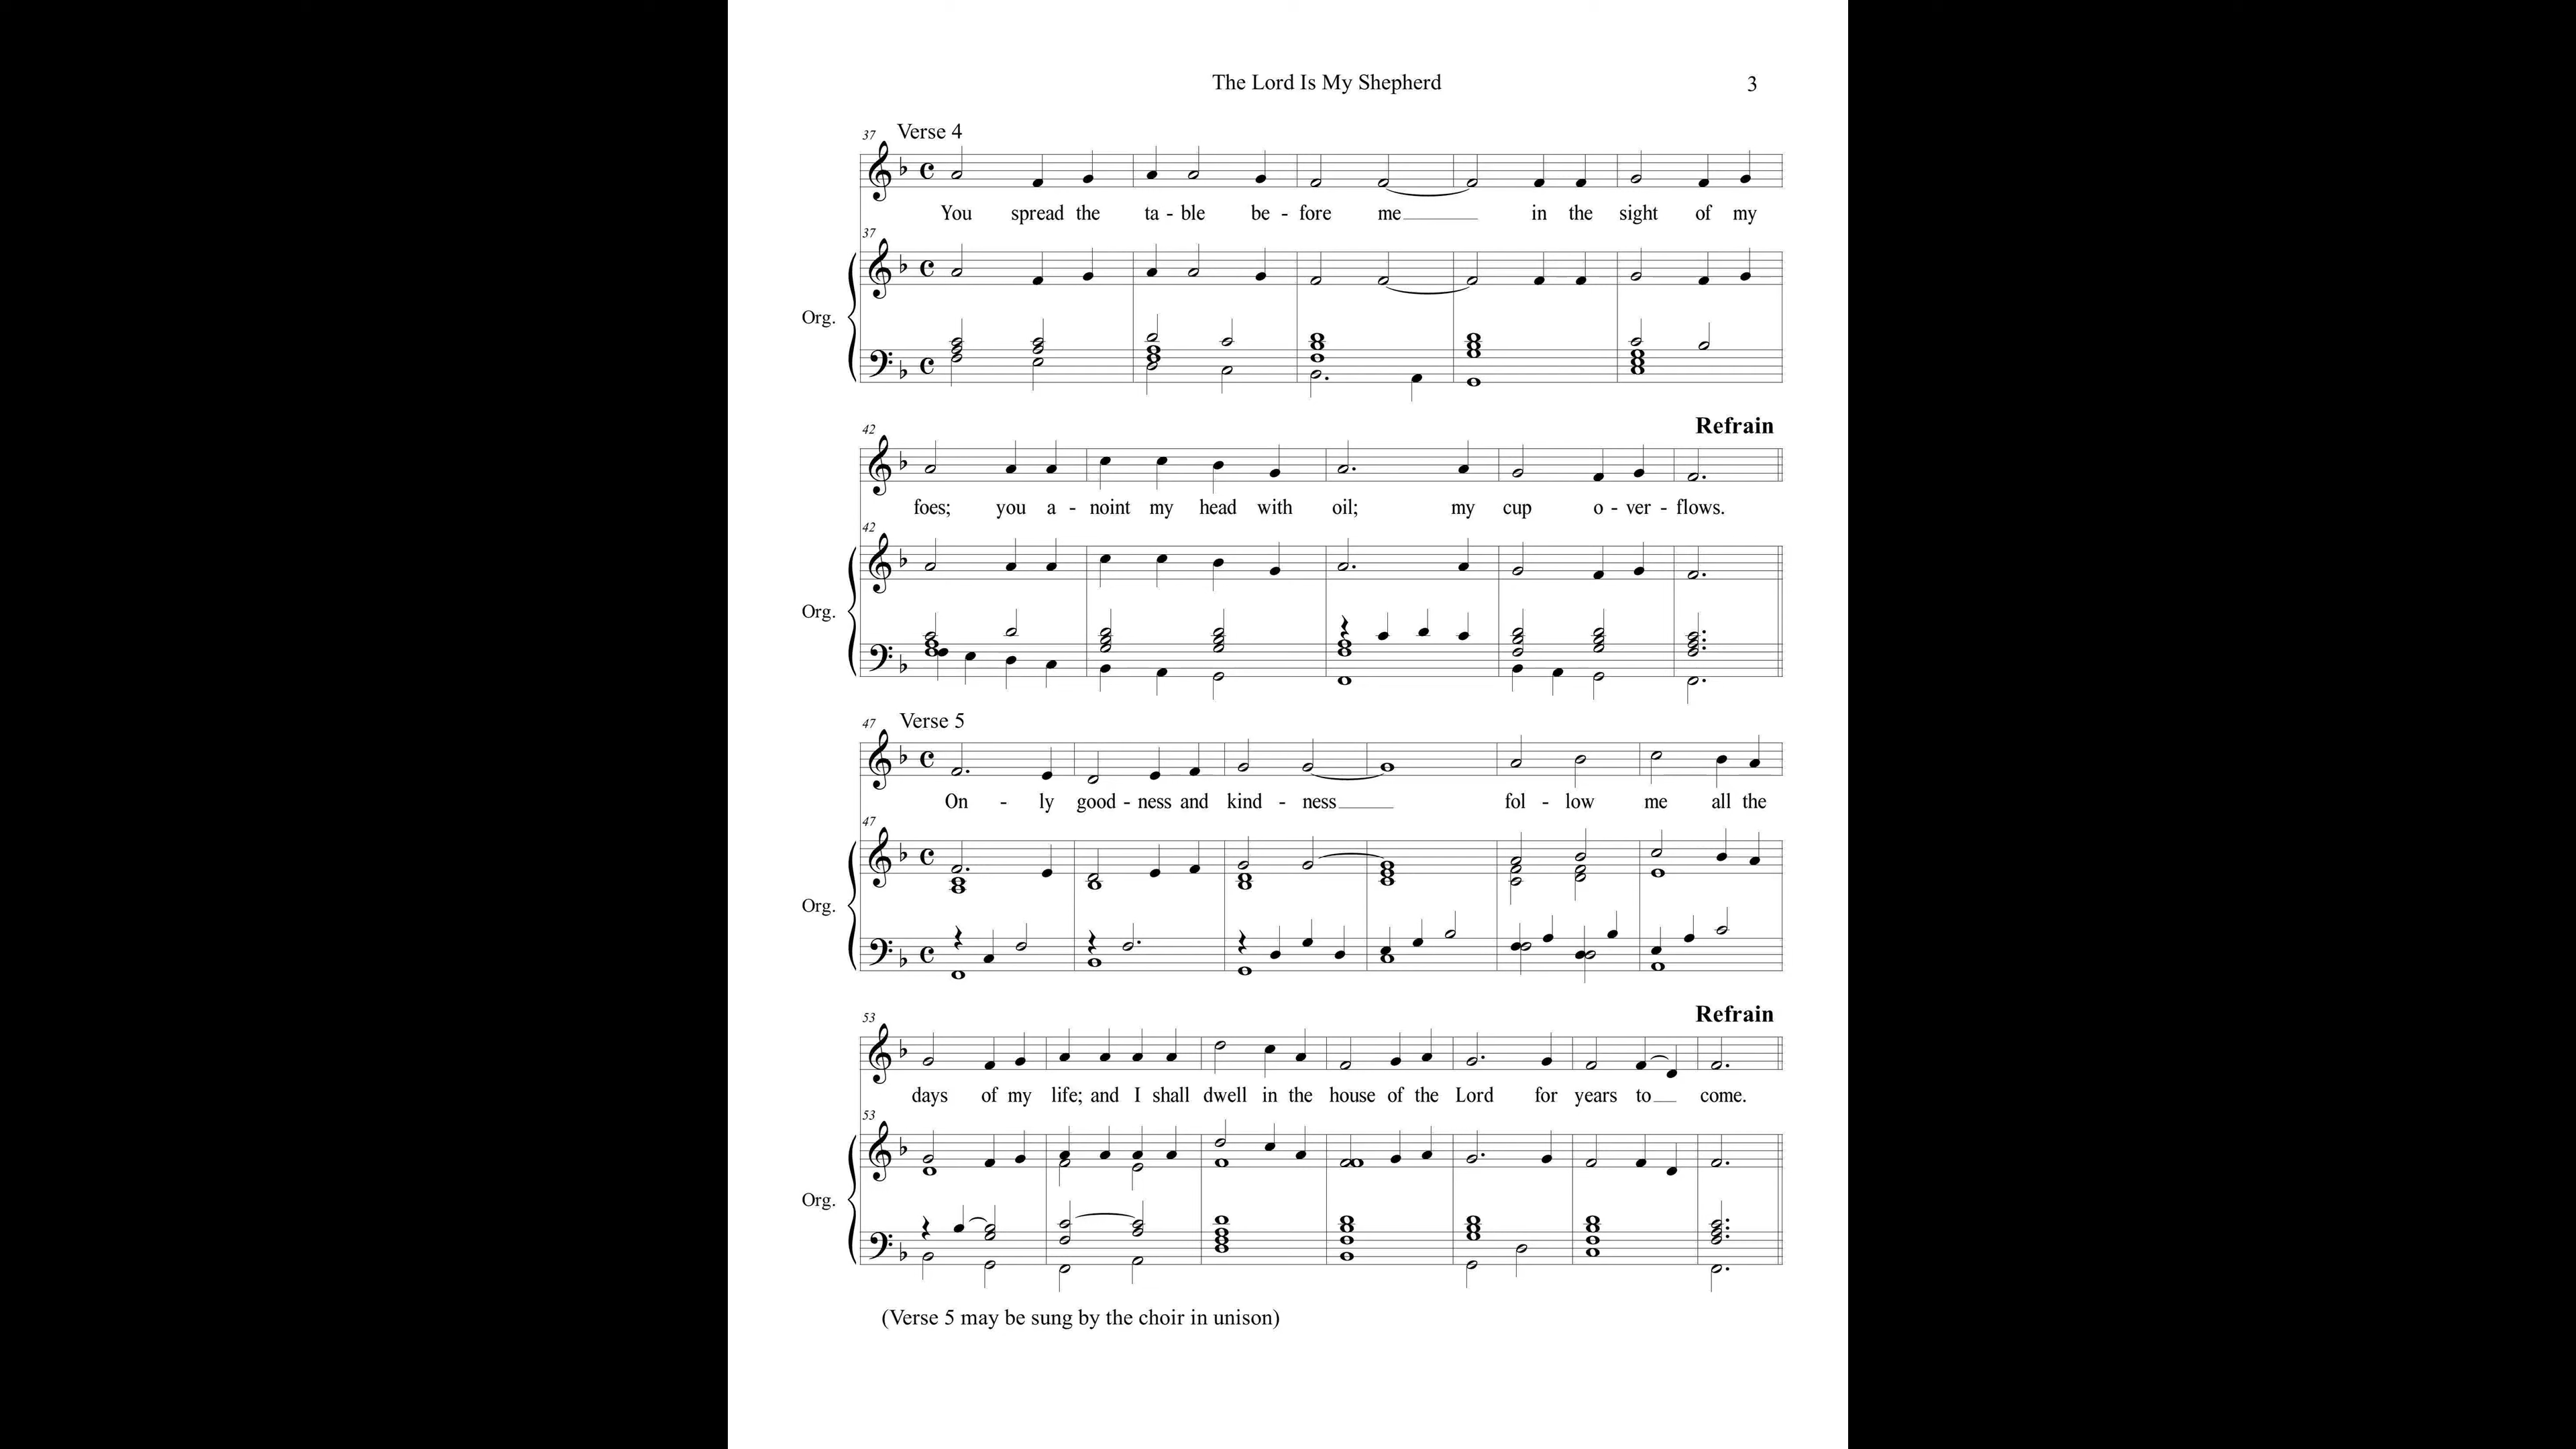 The Lord Is My Shepherd 3
37 Verse 4
You spread the ta - ble be - fore me in the sight of my
37
Org.
Refrain
42
foes; you a - noint my head with oil; my cup o - ver - flows.
42
Org.
47 Verse 5
On - ly good - ness and kind - ness fol - low me all the
47
Org.
Refrain
53
days of my life; and I shall dwell in the house of the Lord for years to come.
53
Org.
(Verse 5 may be sung by the choir in unison)